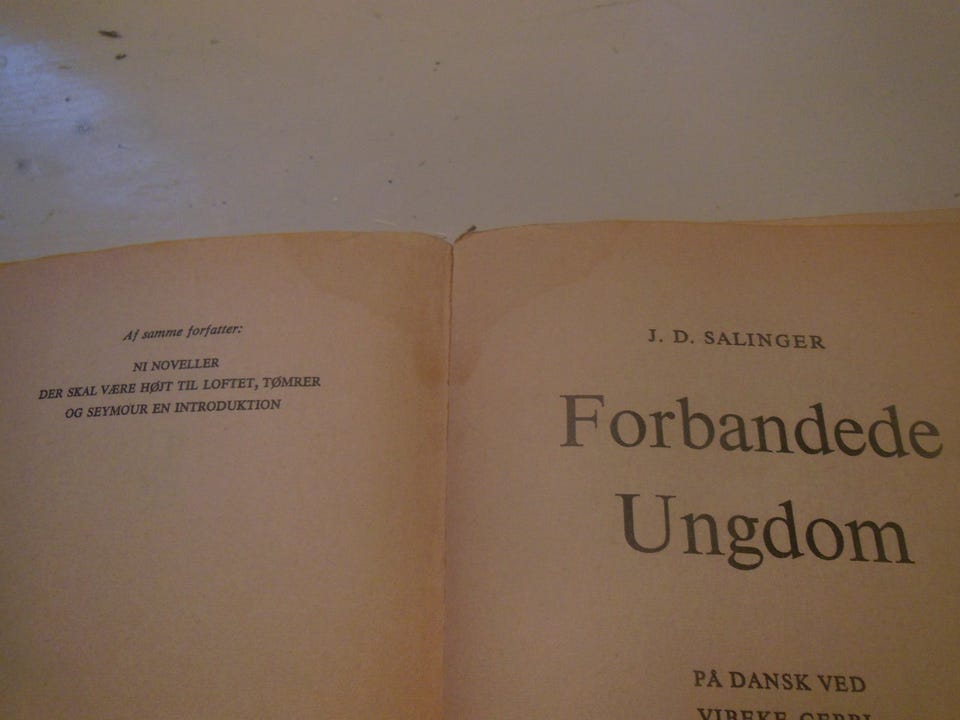 Af samme forfatter:
NI NOVELLER
DER SKAL VÆRE HØJT TIL LOFTET, TØMRER
OG SEYMOUR EN INTRODUKTION
J. D. SALINGER
Forbandede
Ungdom
PÅ DANSK VED
VIBEKE